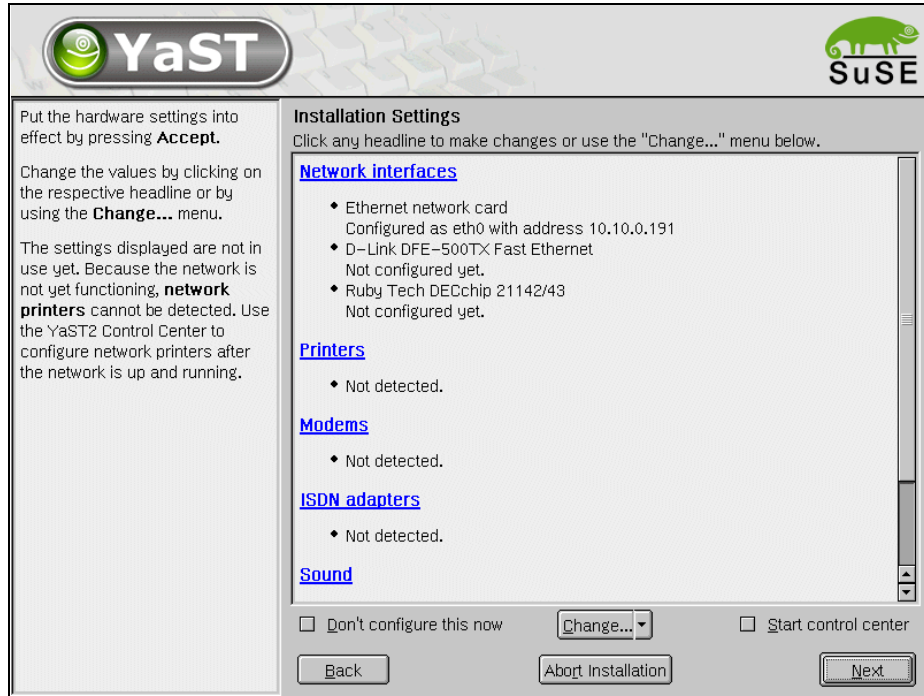 YaST
SuSE
Put the hardware settings into
effect by pressing Accept.
Change the values by clicking on
the respective headline or by
using the Change... menu.
The settings displayed are not in
use yet. Because the network is
not yet functioning, network
printers cannot be detected. Use
the YaST2 Control Center to
configure network printers after
the network is up and running.
Installation Settings
Click any headline to make changes or use the "Change..." menu below.
Network interfaces
Ethernet network card
Configured as eth0 with address 10.10.0.191
D-Link DFE-500TX Fast Ethernet
Not configured yet.
Ruby Tech DECchip 21142/43
Not configured yet.
Printers
Not detected.
Modems
Not detected.
ISDN adapters
Not detected.
Sound
Don't configure this now
Change...
Start control center
Back
Abort Installation
Next